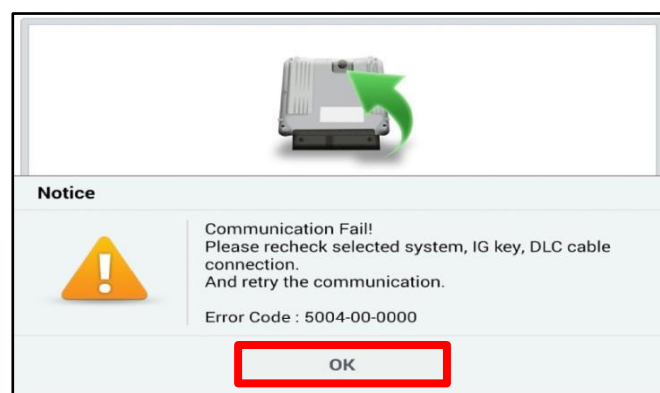 Notice
Communication Fail!
Please recheck selected system, IG key, DLC cable
connection.
And retry the communication.
Error Code : 5004-00-0000
OK